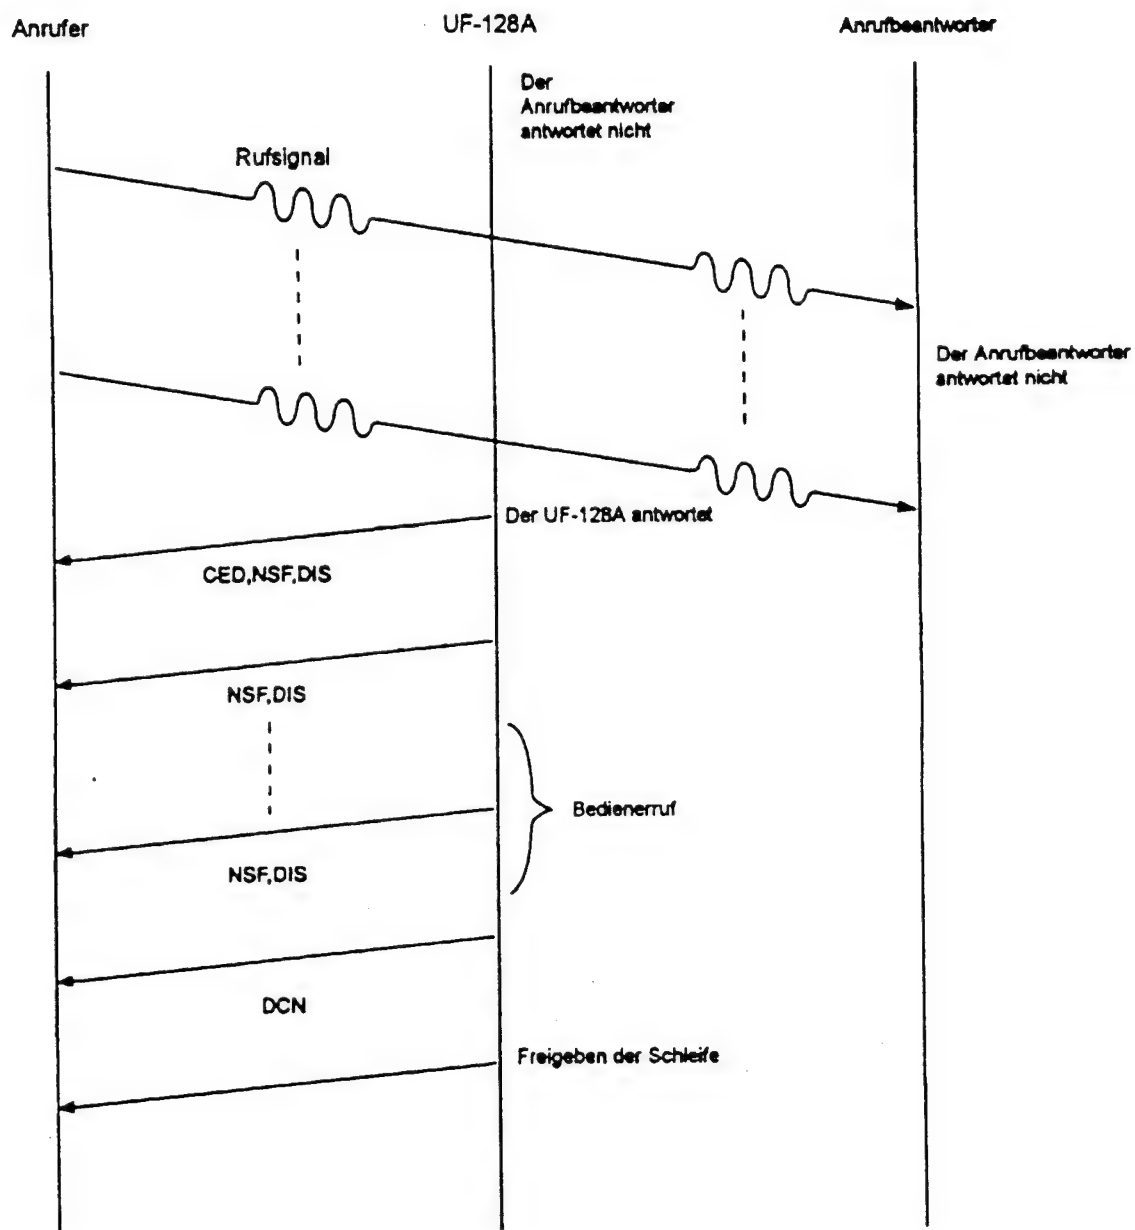 Anrufer
UF-128A
Anrufbeantworter
Der
Anrufbeantworter
antwortet nicht
Rufsignal
Der Anrufbeantworter
antwortet nicht
Der UF-128A antwortet
CED,NSF,DIS
NSF,DIS
Bedienerruf
NSF,DIS
DCN
Freigeben der Schleife